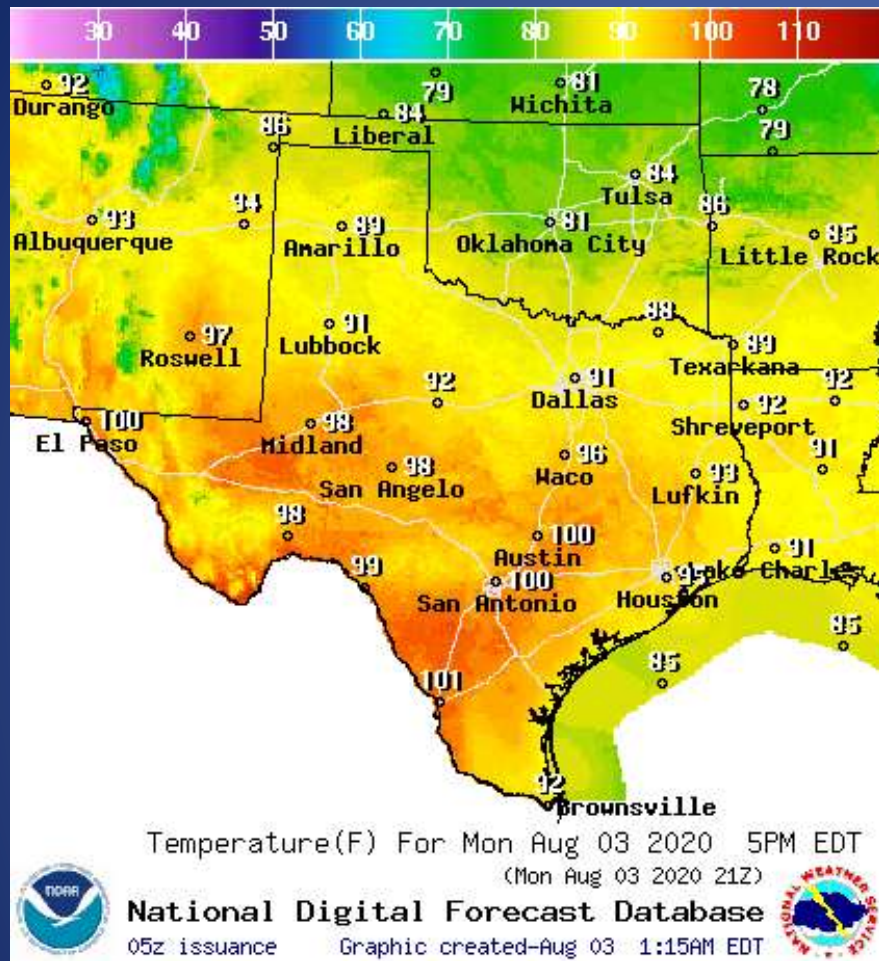 30 40 50 60 70 80 90 100 110
92
Durango
79
81
Wichita
78
84
Liberal
86
79
84
Tulsa
93
Albuquerque
94
89
Amarillo
81
Oklahoma City
86
85
Little Rock
97
Roswell
91
Lubbock
88
89
Texarkana
92
91
Dallas
92
Shreveport
92
100
El Paso
98
Midland
98
San Angelo
96
Waco
93
Lufkin
91
98
100
Austin
91
Lake Charles
99
100
San Antonio
95
Houston
85
85
101
92
Brownsville
Temperature(F) For Mon Aug 03 2020 5PM EDT
(Mon Aug 03 2020 21Z)
NOAA
National Digital Forecast Database
05z issuance Graphic created-Aug 03 1:15AM EDT
NATIONAL WEATHER SERVICE